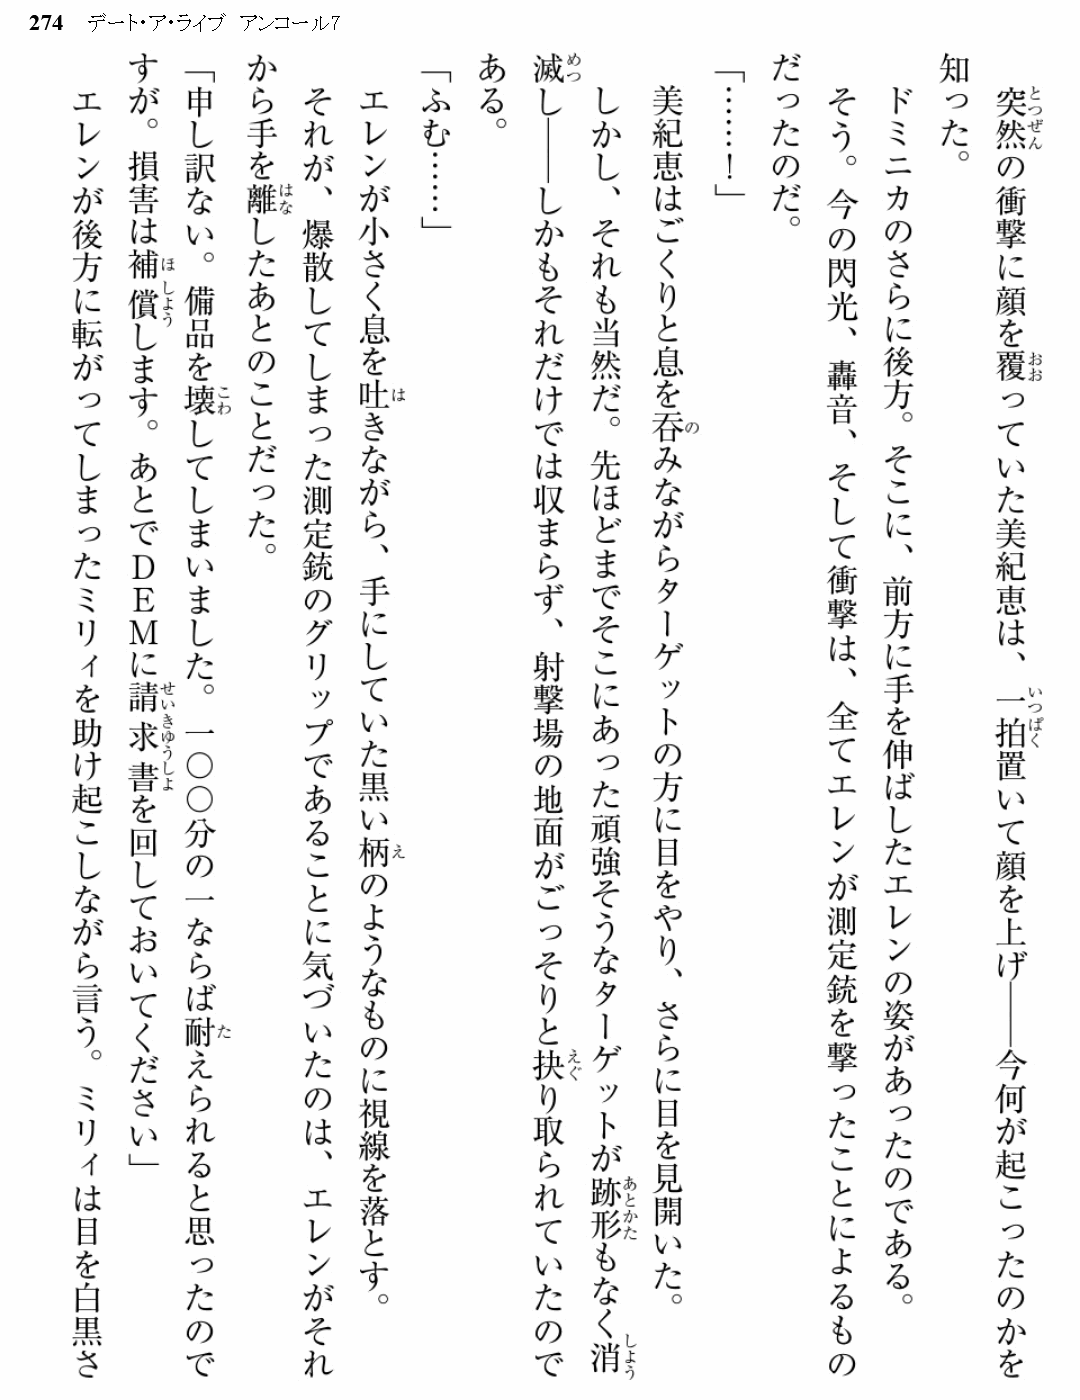 274 デート・ア・ライブ アンコール7
突然の衝撃に顔を覆っていた美紀恵は、一拍置いて顔を上げ――今何が起こったのかを
知った。
ドミニカのさらに後方。そこに、前方に手を伸ばしたエレンの姿があったのである。
そう。今の閃光、轟音、そして衝撃は、全てエレンが測定銃を撃ったことによるもの
だったのだ。
「……！」
美紀恵はごくりと息を呑みながらターゲットの方に目をやり、さらに目を見開いた。
しかし、それも当然だ。先ほどまでそこにあった頑強そうなターゲットが跡形もなく消
滅し――しかもそれだけでは収まらず、射撃場の地面がごっそりと抉り取られていたので
ある。
「ふむ……」
エレンが小さく息を吐きながら、手にしていた黒い柄のようなものに視線を落とす。
それが、爆散してしまった測定銃のグリップであることに気づいたのは、エレンがそれ
から手を離したあとのことだった。
「申し訳ない。備品を壊してしまいました。一〇〇分の一ならば耐えられると思ったので
すが。損害は補償します。あとでＤＥＭに請求書を回しておいてください」
エレンが後方に転がってしまったミリィを助け起こしながら言う。ミリィは目を白黒さ